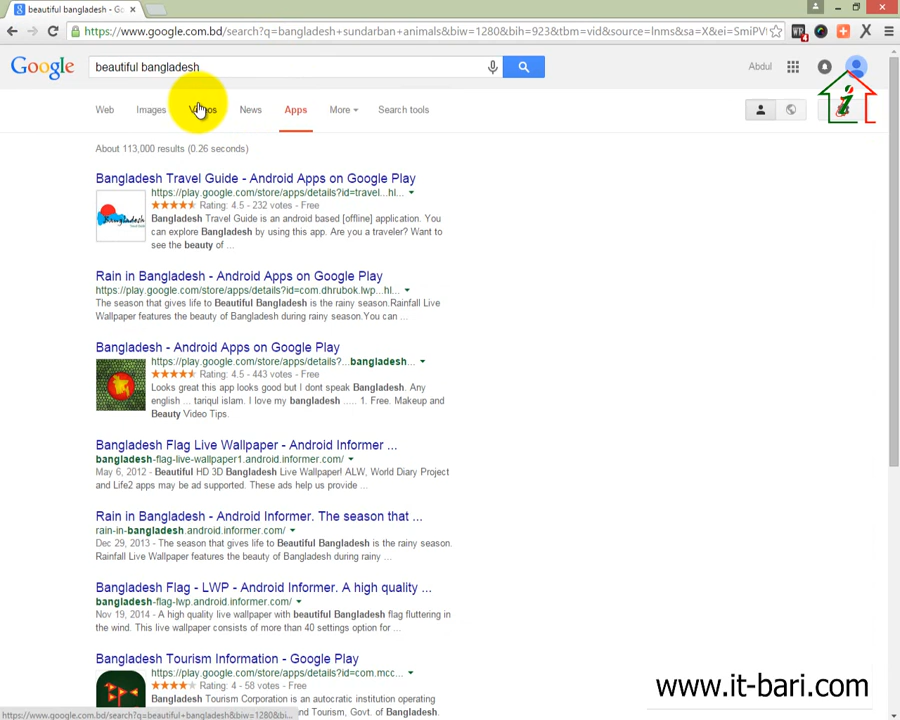 beautiful bangladesh - Go
https://www.google.com.bd/search?q=bangladesh+sundarban+animals&biw=1280&bih=923&tbm=vid&source=lnms&sa=X&ei=SmiPV
4
Google
beautiful bangladesh
Abdul
Web Images Videos News Apps More Search tools
i
About 113,000 results (0.26 seconds)
Bangladesh Travel Guide - Android Apps on Google Play
https://play.google.com/store/apps/details?id=travel...hl...
Rating: 4.5 - 232 votes - Free
Bangladesh Travel Guide is an android based [offline] application. You
can explore Bangladesh by using this app. Are you a traveler? Want to
see the beauty of ...
Rain in Bangladesh - Android Apps on Google Play
https://play.google.com/store/apps/details?id=com.dhrubok.lwp...hl...
The season that gives life to Beautiful Bangladesh is the rainy season.Rainfall Live
Wallpaper features the beauty of Bangladesh during rainy season.You can ...
Bangladesh - Android Apps on Google Play
https://play.google.com/store/apps/details?...bangladesh...
Rating: 4.5 - 443 votes - Free
Looks great this app looks good but I dont speak Bangladesh. Any
english ... tariqul islam. I love my bangladesh ..... 1. Free. Makeup and
Beauty Video Tips.
Bangladesh Flag Live Wallpaper - Android Informer ...
bangladesh-flag-live-wallpaper1.android.informer.com/
May 6, 2012 - Beautiful HD 3D Bangladesh Live Wallpaper! ALW, World Diary Project
and Life2 apps may be ad supported. These ads help us provide ...
Rain in Bangladesh - Android Informer. The season that ...
rain-in-bangladesh.android.informer.com/
Dec 29, 2013 - The season that gives life to Beautiful Bangladesh is the rainy season.
Rainfall Live Wallpaper features the beauty of Bangladesh during rainy ...
Bangladesh Flag - LWP - Android Informer. A high quality ...
bangladesh-flag-lwp.android.informer.com/
Nov 19, 2014 - A high quality live wallpaper with beautiful Bangladesh flag fluttering in
the wind. This live wallpaper consists of more than 40 settings option for ...
Bangladesh Tourism Information - Google Play
https://play.google.com/store/apps/details?id=com.mcc...
Rating: 4 - 58 votes - Free
Bangladesh Tourism Corporation is an autocratic institution operating
and Tourism, Govt. of Bangladesh.
www.it-bari.com
https://www.google.com.bd/search?q=beautiful+bangladesh&biw=1280&bi...